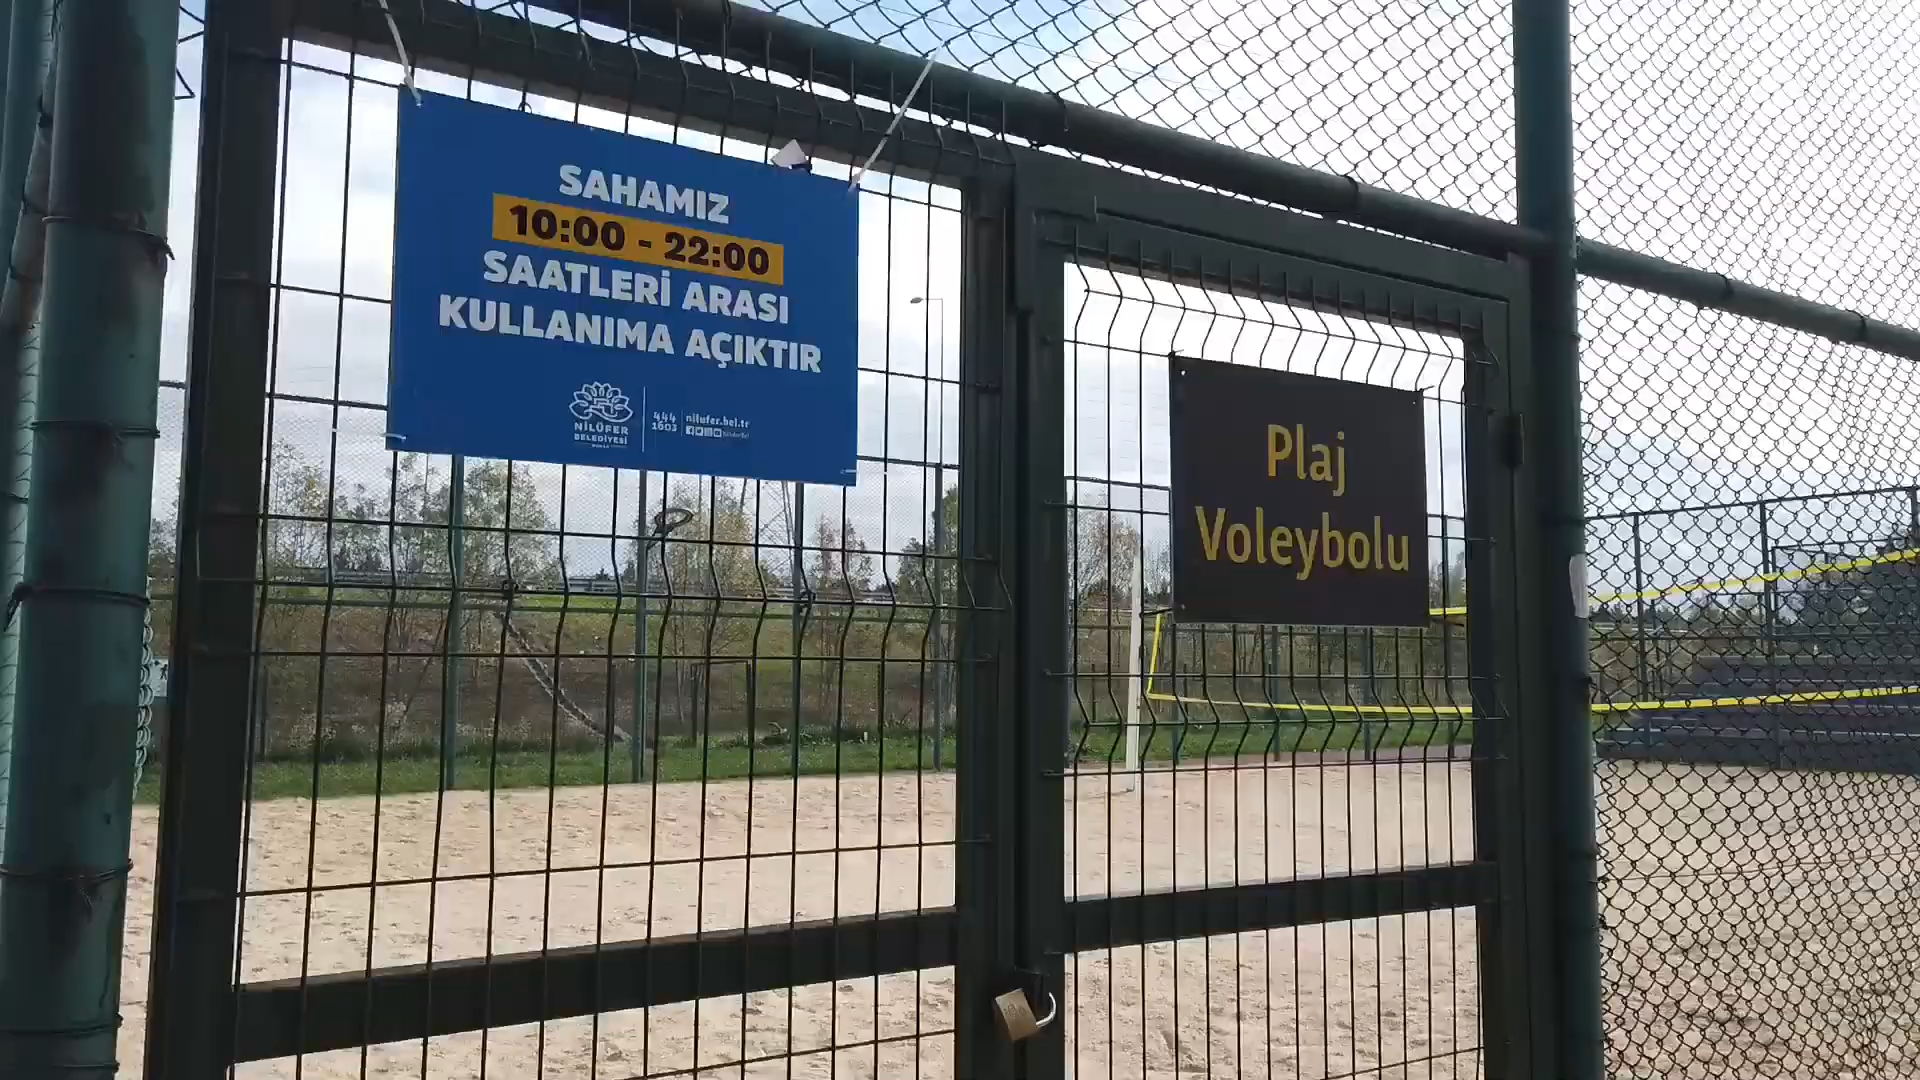 SAHAMIZ
10:00 - 22:00
SAATLERİ ARASI
KULLANIMA AÇIKTIR
NİLÜFER
BELEDİYESİ
444
1603
nilufer.bel.tr
Plaj
Voleybolu